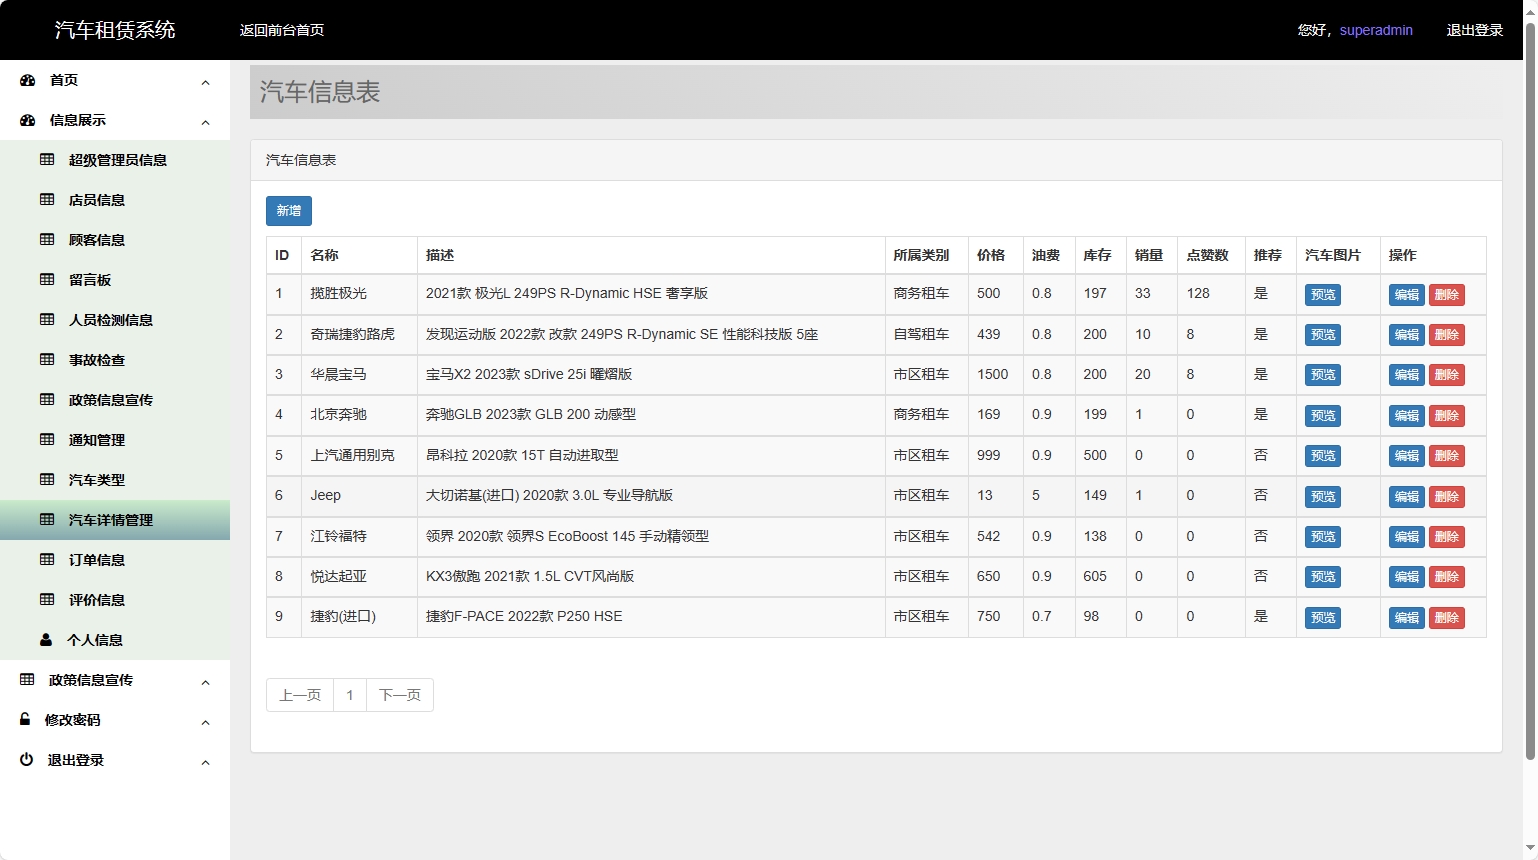 汽车租赁系统 返回前台首页 您好，superadmin 退出登录
首页
信息展示
超级管理员信息
店员信息
顾客信息
留言板
人员检测信息
事故检查
政策信息宣传
通知管理
汽车类型
汽车详情管理
订单信息
评价信息
个人信息
政策信息宣传
修改密码
退出登录
汽车信息表
汽车信息表
新增
ID 名称 描述 所属类别 价格 油费 库存 销量 点赞数 推荐 汽车图片 操作
1 揽胜极光 2021款 极光L 249PS R-Dynamic HSE 奢享版 商务租车 500 0.8 197 33 128 是 预览 编辑 删除
2 奇瑞捷豹路虎 发现运动版 2022款 改款 249PS R-Dynamic SE 性能科技版 5座 自驾租车 439 0.8 200 10 8 是 预览 编辑 删除
3 华晨宝马 宝马X2 2023款 sDrive 25i 曜熠版 市区租车 1500 0.8 200 20 8 是 预览 编辑 删除
4 北京奔驰 奔驰GLB 2023款 GLB 200 动感型 商务租车 169 0.9 199 1 0 是 预览 编辑 删除
5 上汽通用别克 昂科拉 2020款 15T 自动进取型 市区租车 999 0.9 500 0 0 否 预览 编辑 删除
6 Jeep 大切诺基(进口) 2020款 3.0L 专业导航版 市区租车 13 5 149 1 0 否 预览 编辑 删除
7 江铃福特 领界 2020款 领界S EcoBoost 145 手动精领型 市区租车 542 0.9 138 0 0 否 预览 编辑 删除
8 悦达起亚 KX3傲跑 2021款 1.5L CVT风尚版 市区租车 650 0.9 605 0 0 否 预览 编辑 删除
9 捷豹(进口) 捷豹F-PACE 2022款 P250 HSE 市区租车 750 0.7 98 0 0 是 预览 编辑 删除
上一页 1 下一页